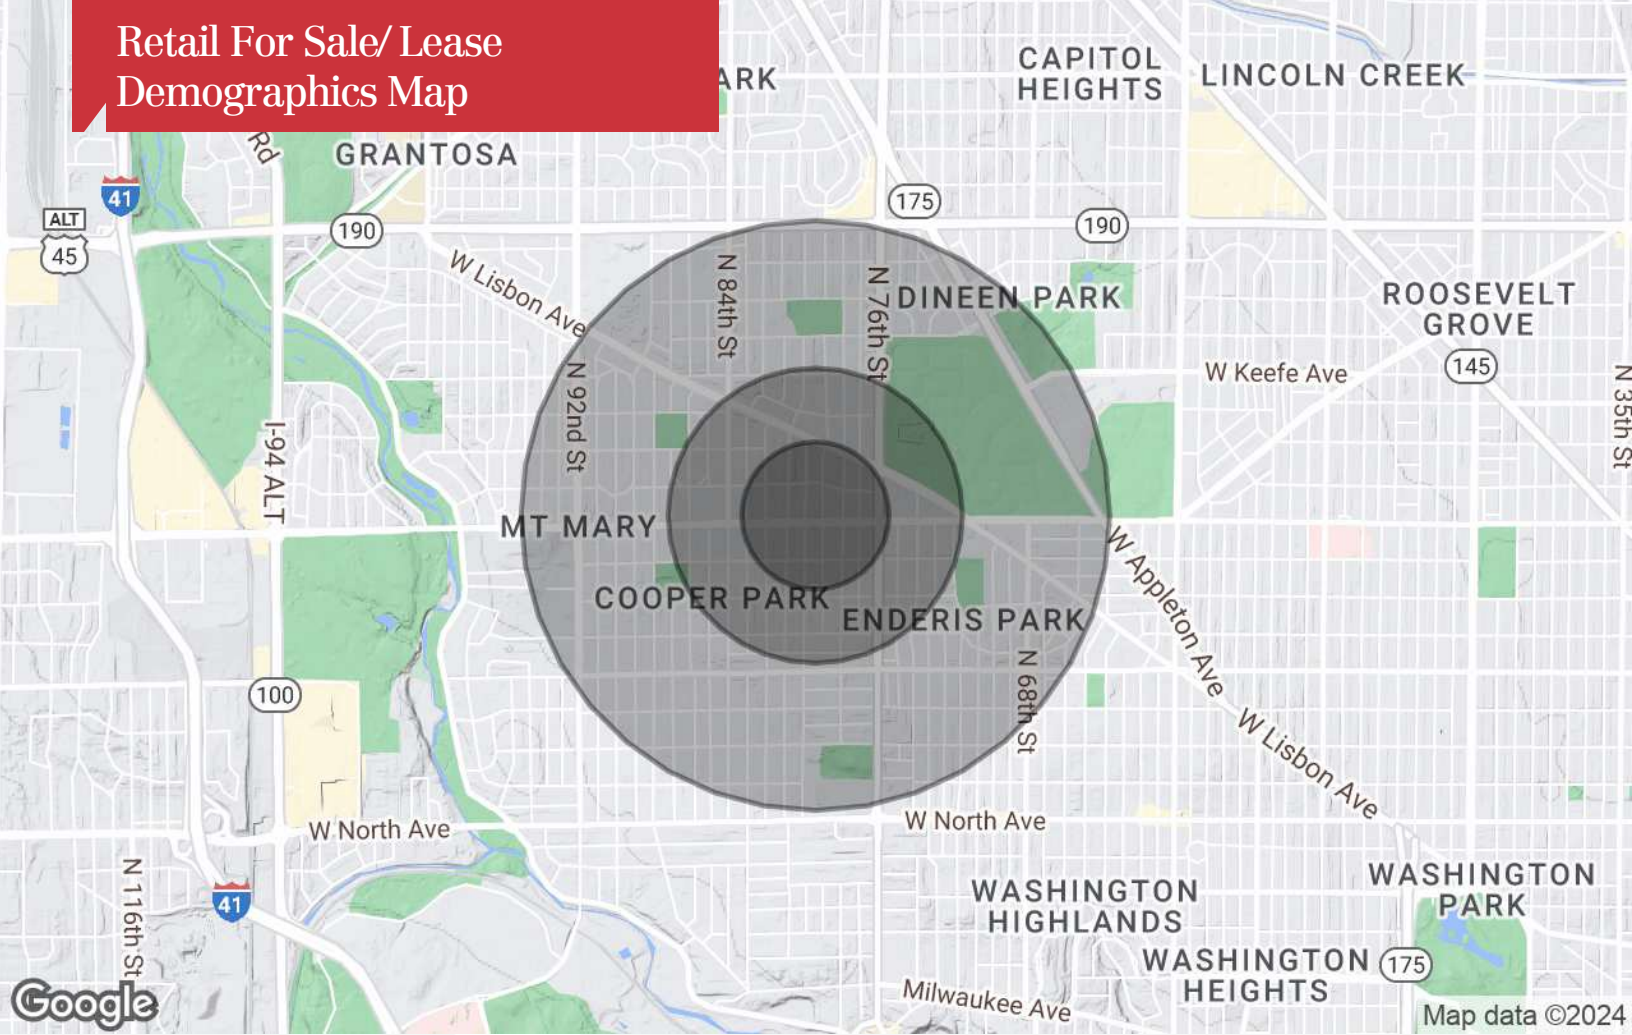 Retail For Sale/ Lease
Demographics Map
ARK
CAPITOL
HEIGHTS
LINCOLN CREEK
Rd
GRANTOSA
41
175
ALT
45
190
190
W Lisbon Ave
N 84th St
N 76th St
DINEEN PARK
ROOSEVELT
GROVE
145
W Keefe Ave
N 92nd St
N 35th St
I-94 ALT
MT MARY
W Appleton Ave
COOPER PARK
ENDERIS PARK
N 68th St
100
W Lisbon Ave
W North Ave
W North Ave
N 116th St
41
WASHINGTON
HIGHLANDS
WASHINGTON
PARK
WASHINGTON
HEIGHTS
175
Milwaukee Ave
Google
Map data ©2024